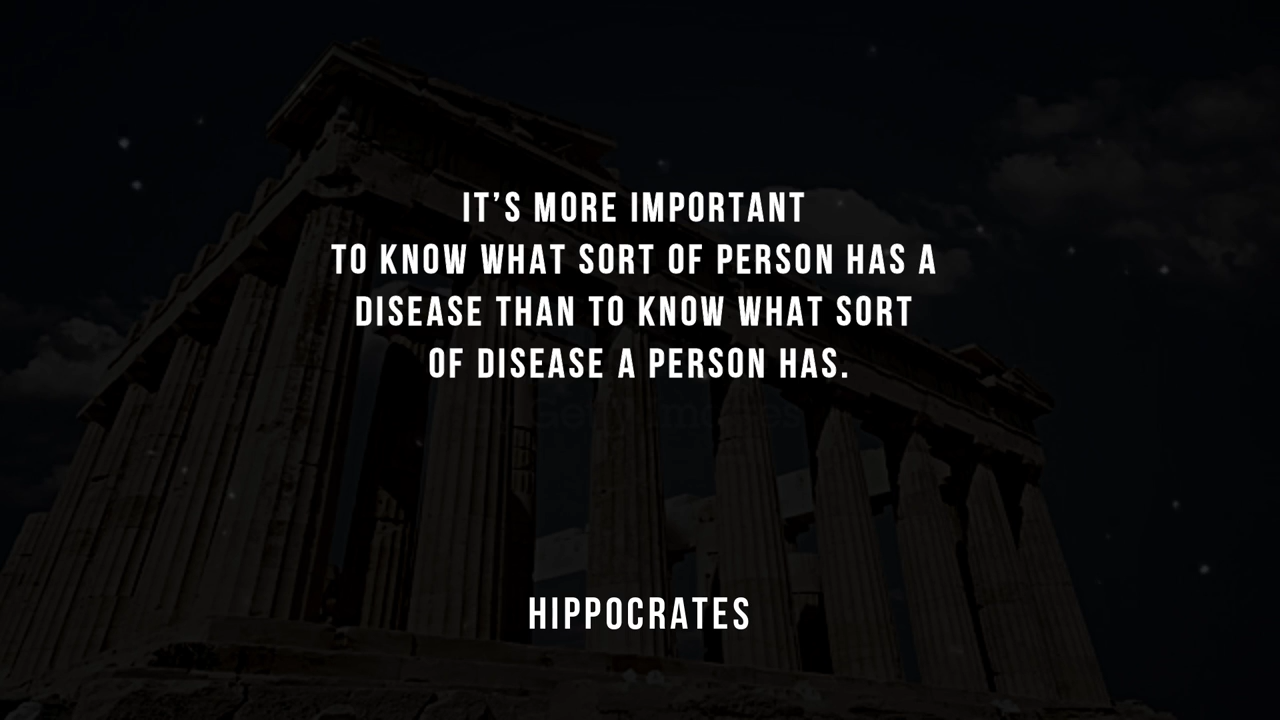 IT’S MORE IMPORTANT
TO KNOW WHAT SORT OF PERSON HAS A
DISEASE THAN TO KNOW WHAT SORT
OF DISEASE A PERSON HAS.
HIPPOCRATES